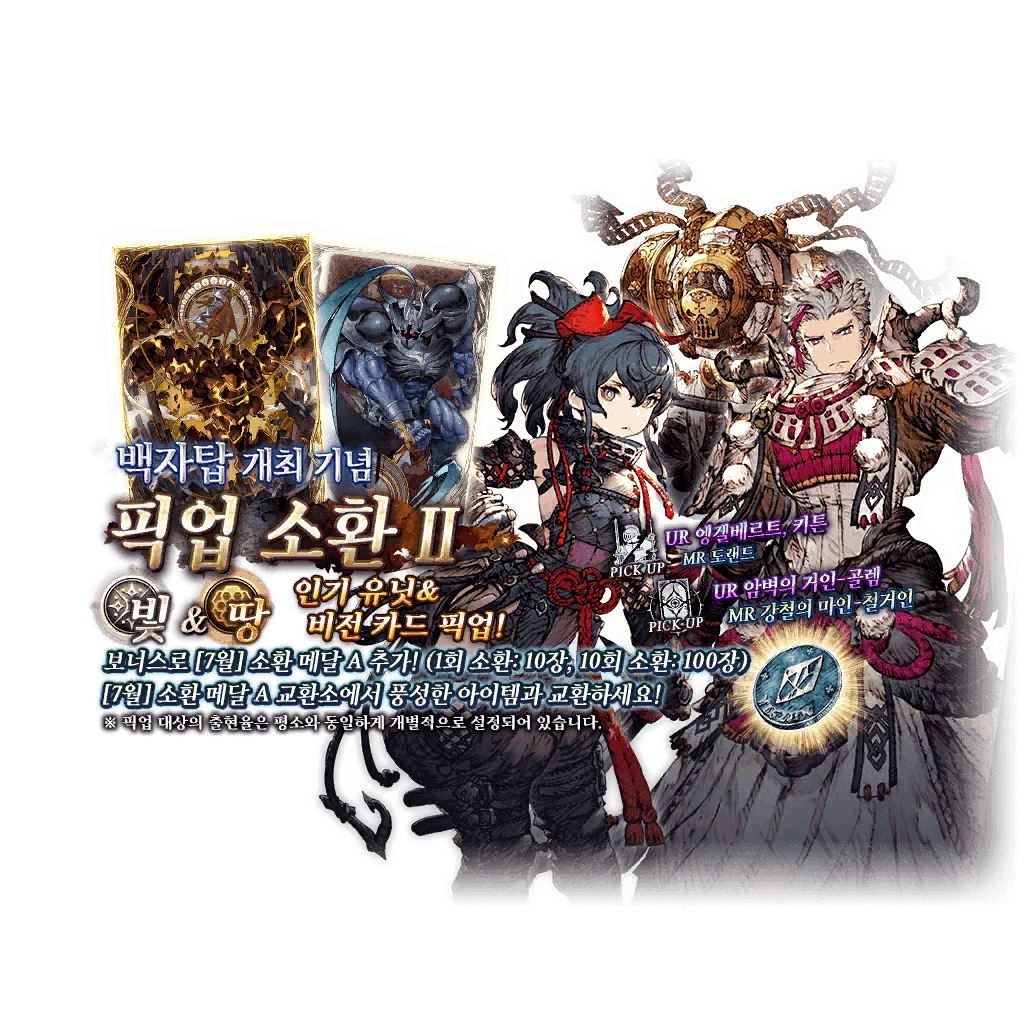 백자탑 개최 기념
픽업 소환 II
빛 & 땅
인기 유닛&
비전 카드 픽업!
PICK-UP
UR 엥겔베르트, 키튼
MR 도랜트
PICK-UP
UR 암벽의 거인-골렘
MR 강철의 마인-철거인
보너스로 [7월] 소환 메달 A 추가! (1회 소환: 10장, 10회 소환: 100장)
[7월] 소환 메달 A 교환소에서 풍성한 아이템과 교환하세요!
※ 픽업 대상의 출현율은 평소와 동일하게 개별적으로 설정되어 있습니다.